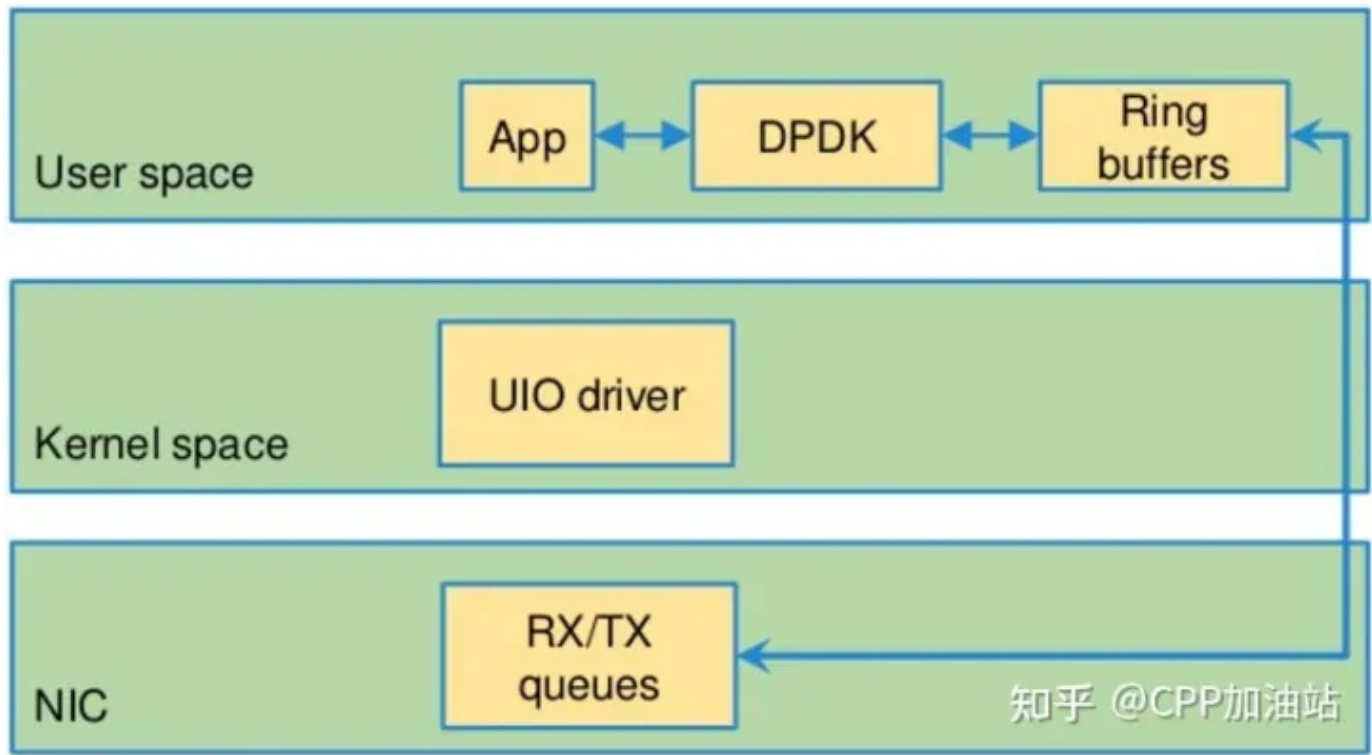 User space
App
DPDK
Ring
buffers
Kernel space
UIO driver
NIC
RX/TX
queues
知乎 @CPP加油站